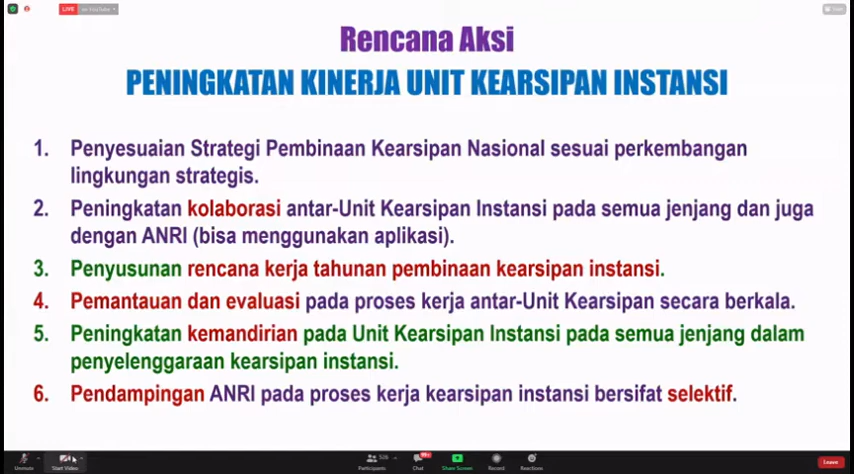 LIVE on YouTube
View
Rencana Aksi
PENINGKATAN KINERJA UNIT KEARSIPAN INSTANSI
1. Penyesuaian Strategi Pembinaan Kearsipan Nasional sesuai perkembangan
lingkungan strategis.
2. Peningkatan kolaborasi antar-Unit Kearsipan Instansi pada semua jenjang dan juga
dengan ANRI (bisa menggunakan aplikasi).
3. Penyusunan rencana kerja tahunan pembinaan kearsipan instansi.
4. Pemantauan dan evaluasi pada proses kerja antar-Unit Kearsipan secara berkala.
5. Peningkatan kemandirian pada Unit Kearsipan Instansi pada semua jenjang dalam
penyelenggaraan kearsipan instansi.
6. Pendampingan ANRI pada proses kerja kearsipan instansi bersifat selektif.
Unmute Start Video Participants Chat 99+ Share Screen Record Reactions Leave